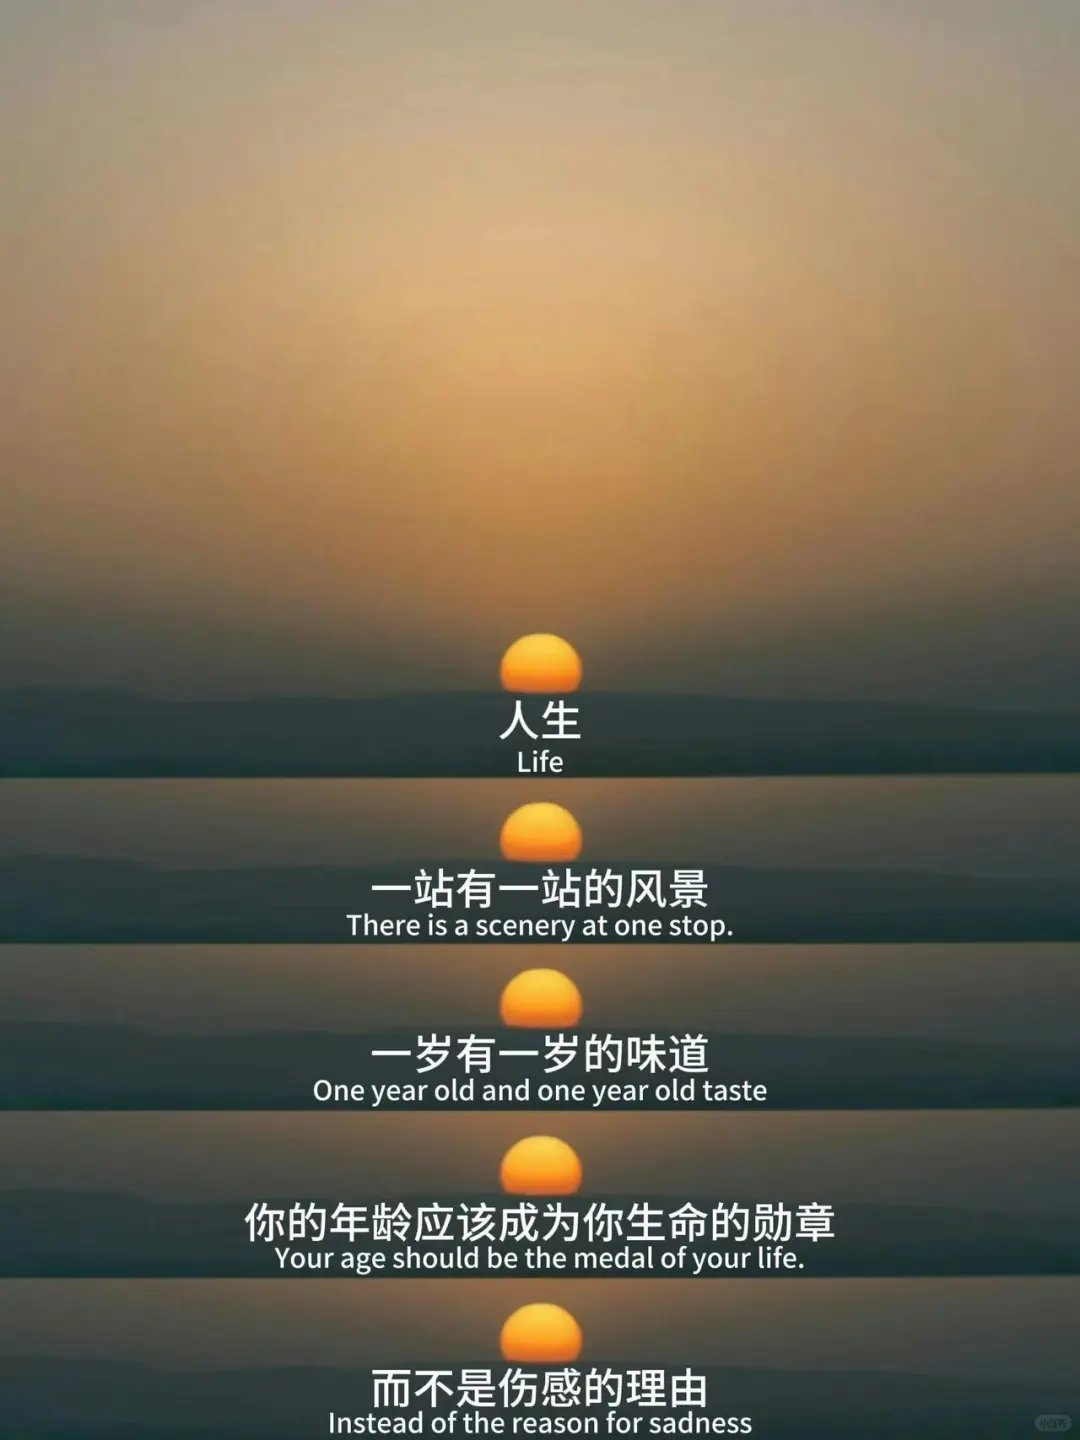 人生
Life
一站有一站的风景
There is a scenery at one stop.
一岁有一岁的味道
One year old and one year old taste
你的年龄应该成为你生命的勋章
Your age should be the medal of your life.
而不是伤感的理由
Instead of the reason for sadness
小红书